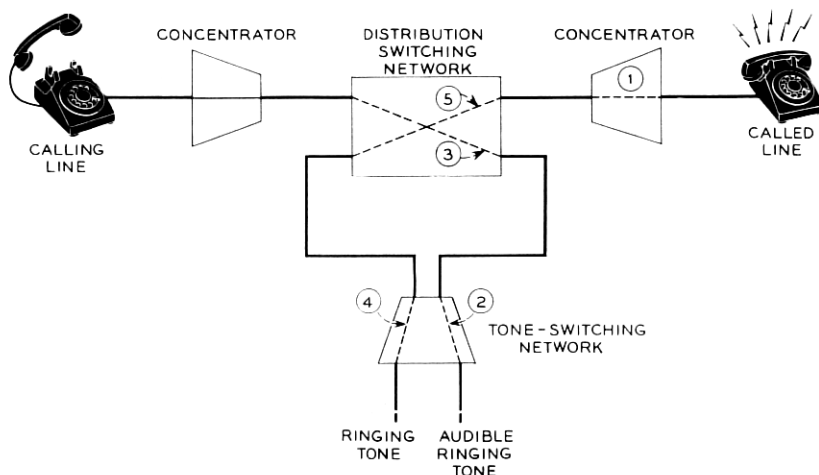 CONCENTRATOR
DISTRIBUTION
SWITCHING
NETWORK
CONCENTRATOR
1
5
3
CALLING
LINE
CALLED
LINE
4
2
TONE-SWITCHING
NETWORK
RINGING
TONE
AUDIBLE
RINGING
TONE